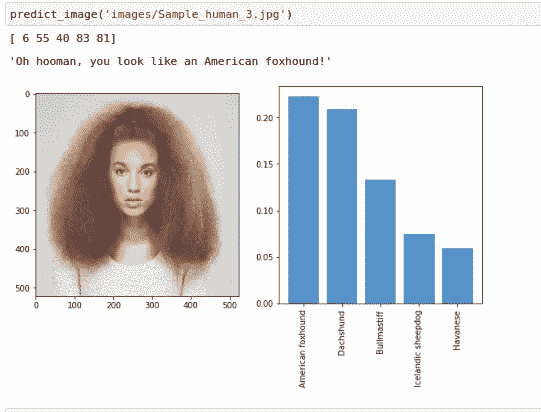 predict_image('images/Sample_human_3.jpg')
[ 6 55 40 83 81]
'Oh hooman, you look like an American foxhound!'
0
100
200
300
400
500
0 100 200 300 400 500
0.20
0.15
0.10
0.05
0.00
American foxhound
Dachshund
Bullmastiff
Icelandic sheepdog
Havanese